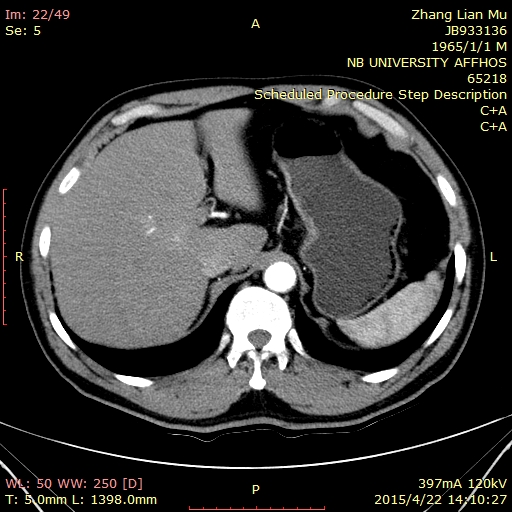 Im: 22/49
Se: 5
Zhang Lian Mu
JB933136
1965/1/1 M
NB UNIVERSITY AFFHOS
65218
Scheduled Procedure Step Description
C+A
C+A
A
R
L
P
WL: 50 WW: 250 [D]
T: 5.0mm L: 1398.0mm
397mA 120kV
2015/4/22 14:10:27